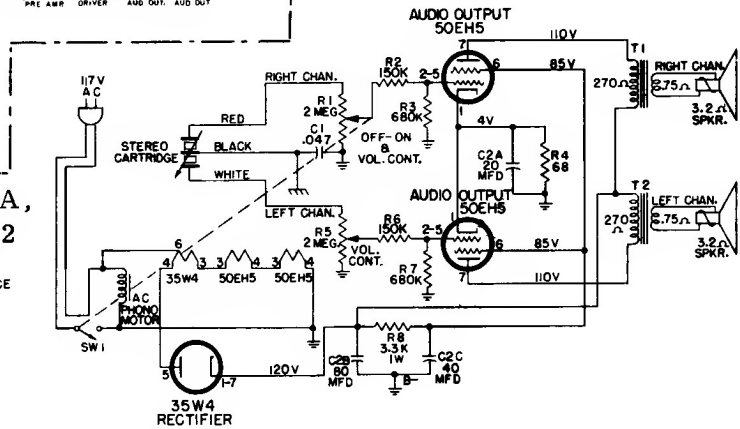 PRE AMP. DRIVER AUD OUT. AUD OUT
AUDIO OUTPUT
50EH5
117V
AC
7
110V
6
85V
T1
RIGHT CHAN.
270Ω
.75Ω
3.2Ω
SPKR.
RIGHT CHAN.
R1
2 MEG.
R2
150K
2-5
R3
680K
1
4V
RED
STEREO
CARTRIDGE
BLACK
WHITE
C1
.047
OFF-ON
&
VOL. CONT.
C2A
20
MFD
R4
68
A,
2
CE
LEFT CHAN.
R5
2 MEG.
VOL.
CONT.
R6
150K
2-5
R7
680K
AUDIO OUTPUT
50EH5
1
6
85V
7
110V
T2
LEFT CHAN.
270
Ω
.75Ω
3.2Ω
SPKR.
6
4
3
35W4
3
4
50EH5
3
4
50EH5
AC
PHONO
MOTOR
SW1
5
1-7
120V
35W4
RECTIFIER
C2B
80
MFD
R8
3.3K
1W
B-
C2C
40
MFD